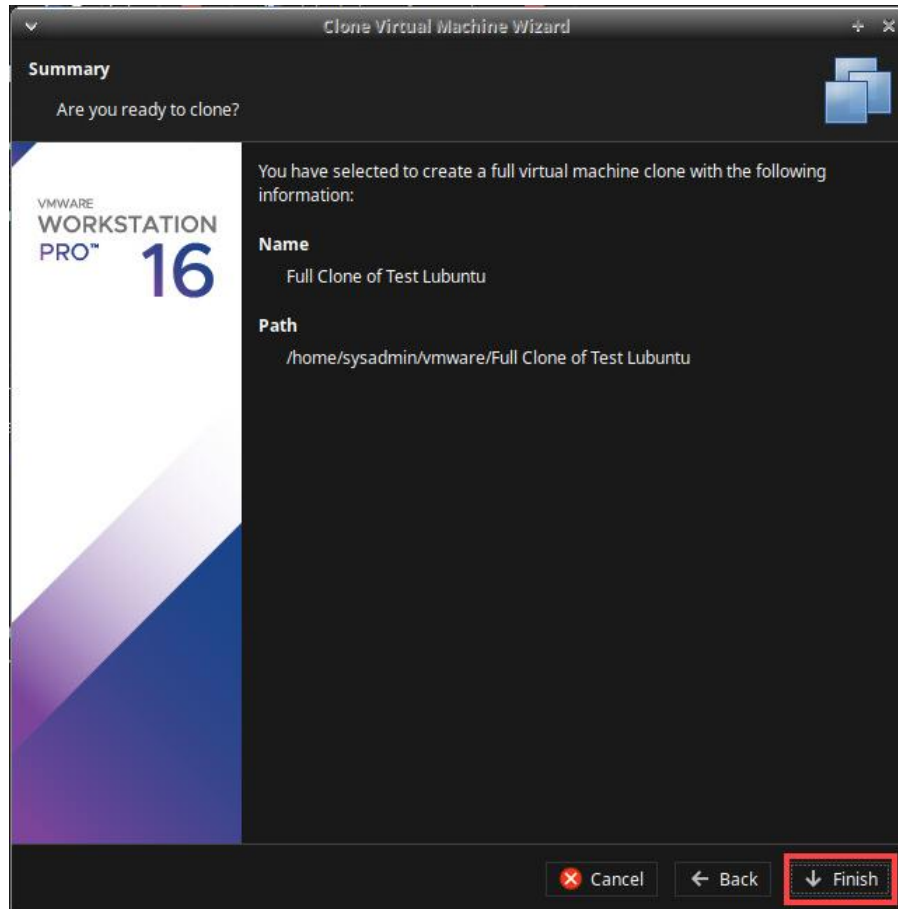 Clone Virtual Machine Wizard
Summary
Are you ready to clone?
VMWARE
WORKSTATION
PRO™ 16
You have selected to create a full virtual machine clone with the following
information:
Name
Full Clone of Test Lubuntu
Path
/home/sysadmin/vmware/Full Clone of Test Lubuntu
Cancel
Back
Finish